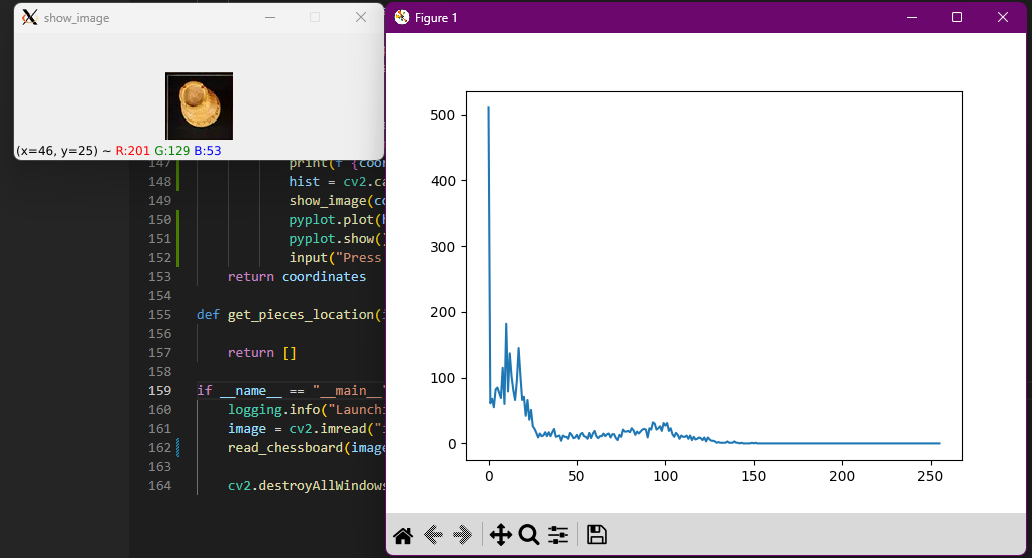 show_image
(x=46, y=25) ~ R:201 G:129 B:53
147 print(f"{coor
148 hist = cv2.ca
149 show_image(co
150 pyplot.plot(h
151 pyplot.show()
152 input("Press
153 return coordinates
154
155 def get_pieces_location(i
156
157 return []
158
159 if __name__ == "__main__"
160 logging.info("Launchi
161 image = cv2.imread("i
162 read_chessboard(image
163
164 cv2.destroyAllWindows
Figure 1
500
400
300
200
100
0
0 50 100 150 200 250